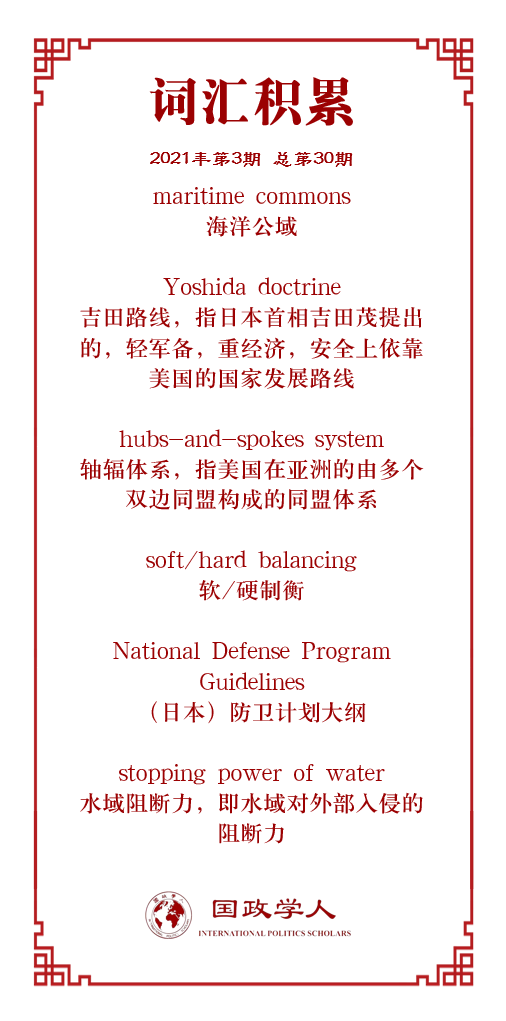 词汇积累
2021年第3期 总第30期
maritime commons
海洋公域
Yoshida doctrine
吉田路线，指日本首相吉田茂提出
的，轻军备，重经济，安全上依靠
美国的国家发展路线
hubs-and-spokes system
轴辐体系，指美国在亚洲的由多个
双边同盟构成的同盟体系
soft/hard balancing
软/硬制衡
National Defense Program
Guidelines
（日本）防卫计划大纲
stopping power of water
水域阻断力，即水域对外部入侵的
阻断力
国政学人
国政学人
INTERNATIONAL POLITICS SCHOLARS